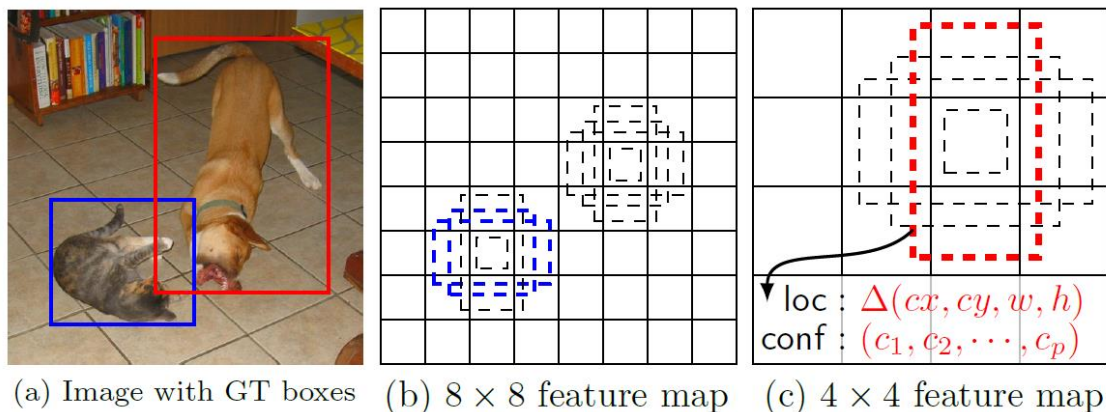 loc : Δ(cx, cy, w, h)
conf : (c₁, c₂, ⋯, cₚ)
(a) Image with GT boxes (b) 8 × 8 feature map (c) 4 × 4 feature map